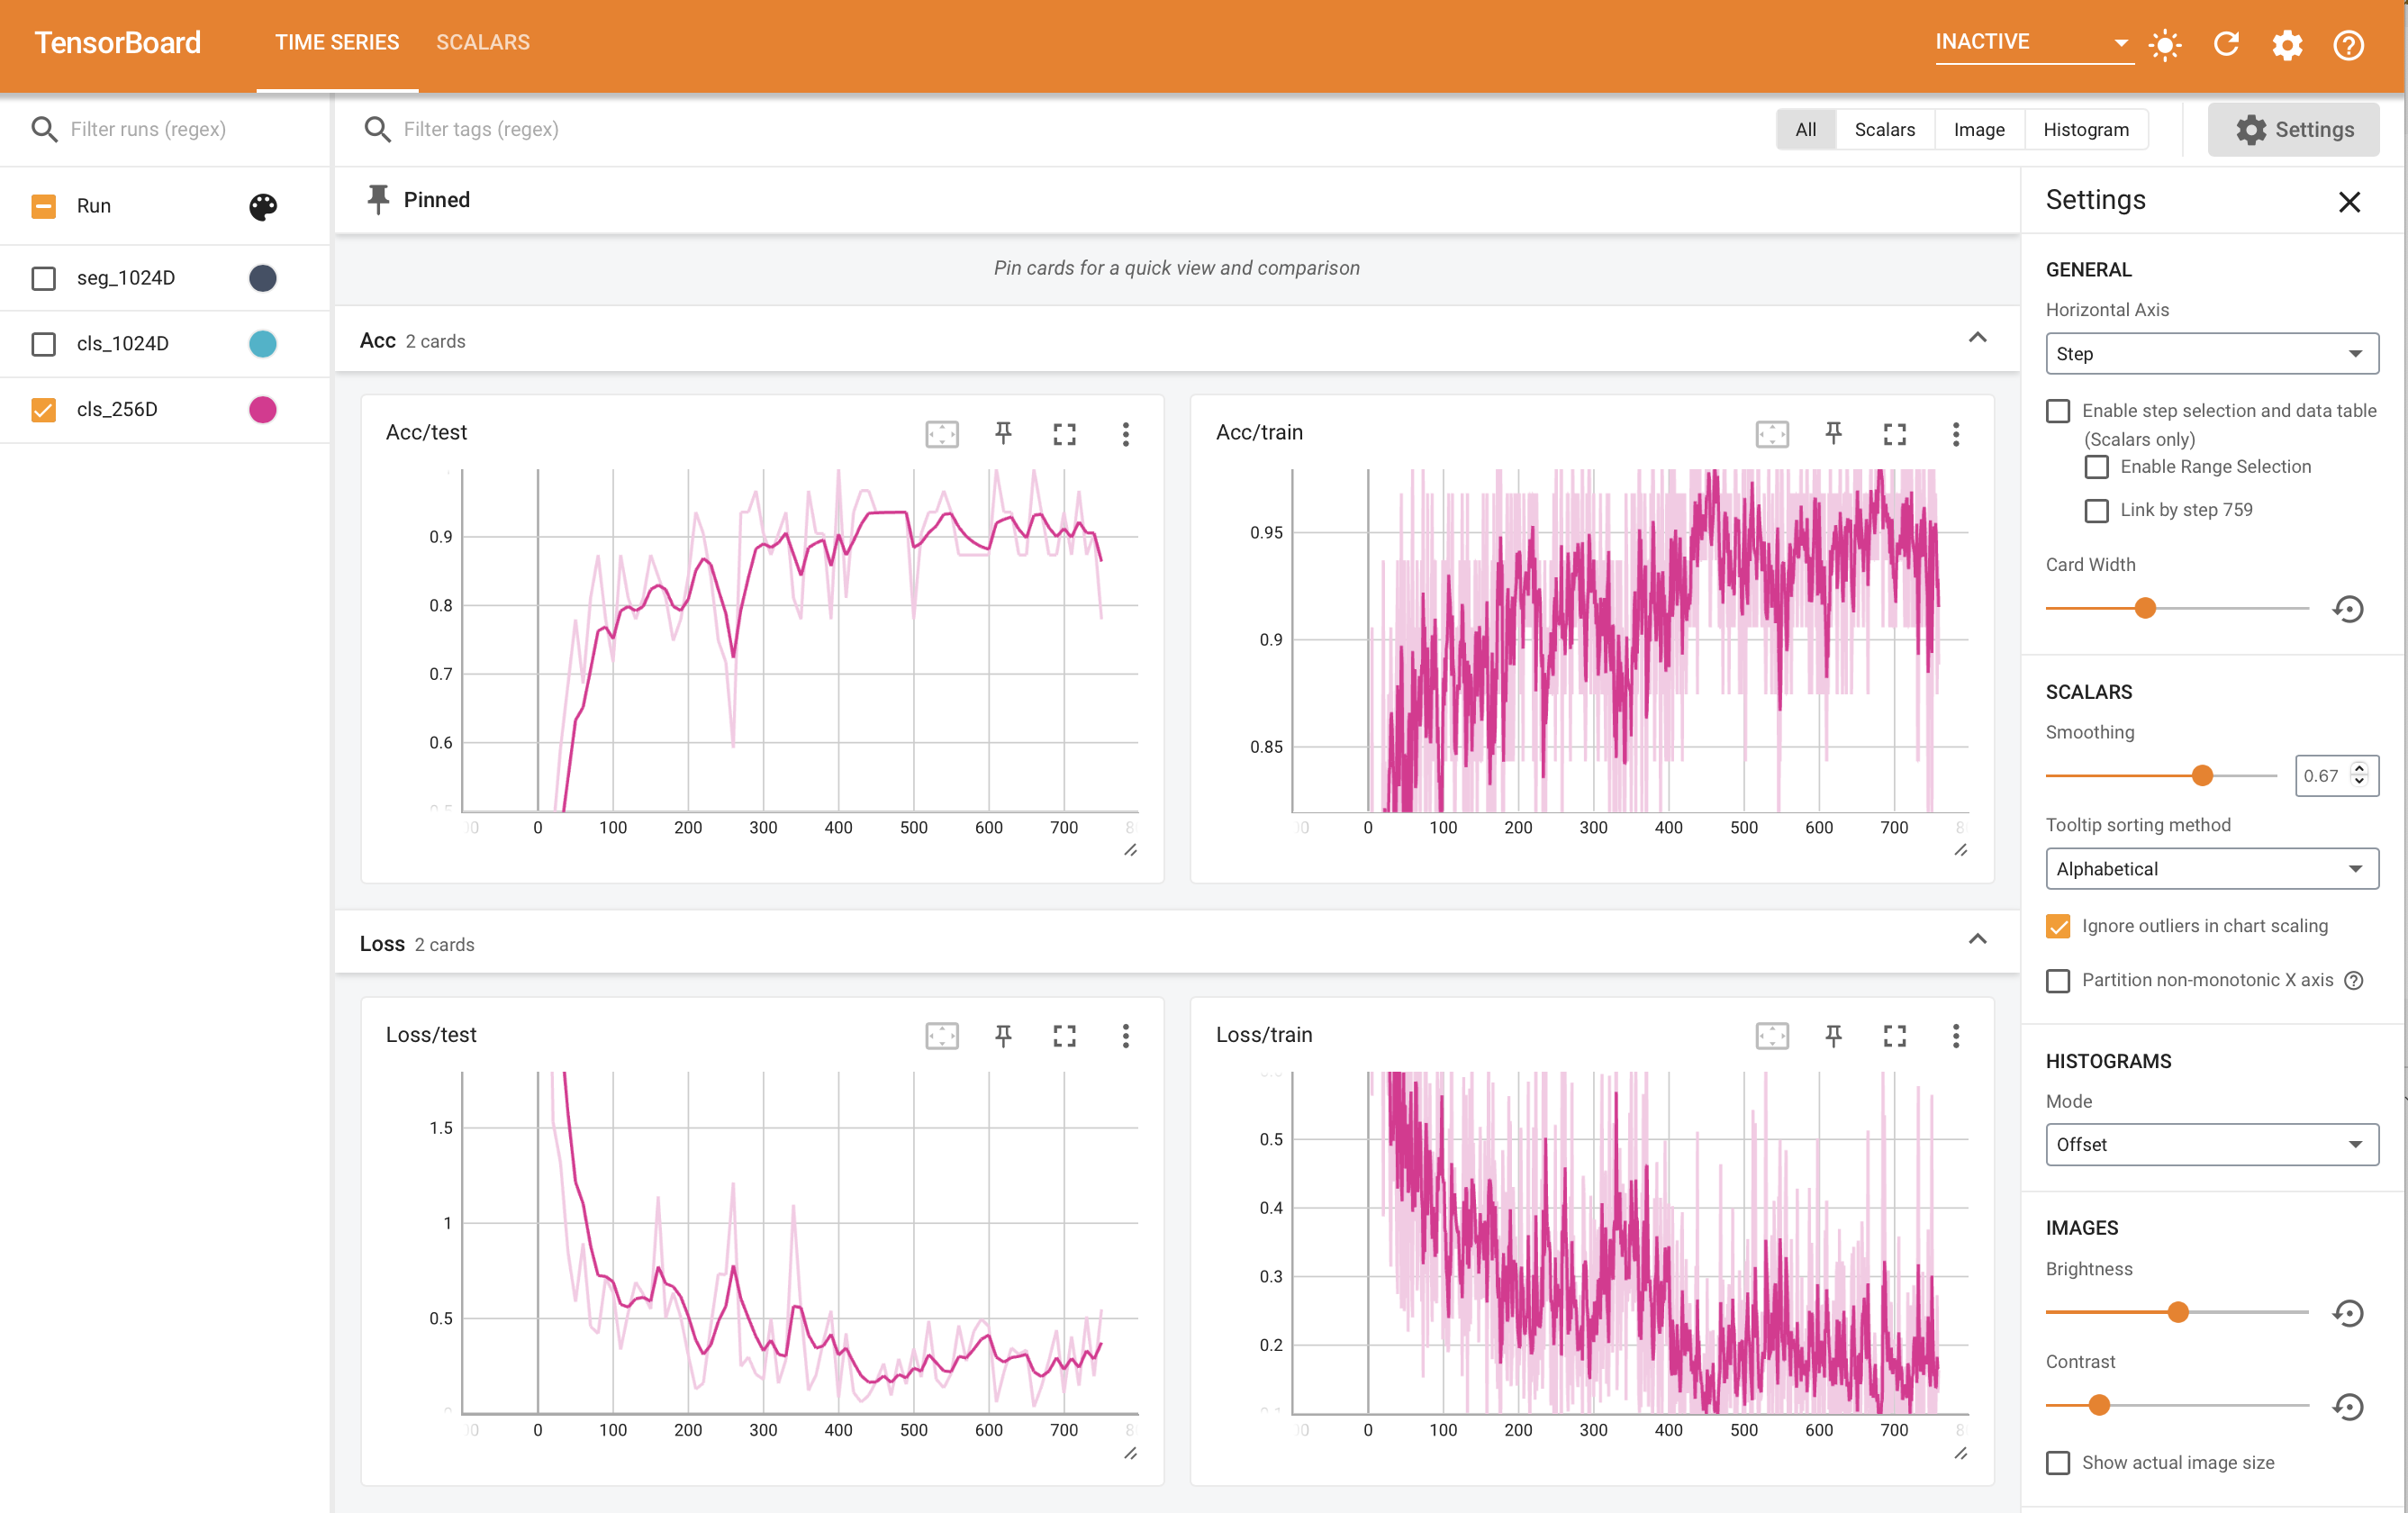 TensorBoard
TIME SERIES
SCALARS
INACTIVE
Filter runs (regex)
Filter tags (regex)
All
Scalars
Image
Histogram
Settings
Run
seg_1024D
cls_1024D
cls_256D
Pinned
Pin cards for a quick view and comparison
Acc 2 cards
Acc/test
0.9
0.8
0.7
0.6
0.5
0 100 200 300 400 500 600 700
Acc/train
0.95
0.9
0.85
0 100 200 300 400 500 600 700
Loss 2 cards
Loss/test
1.5
1
0.5
0 100 200 300 400 500 600 700
Loss/train
0.5
0.4
0.3
0.2
0.1
0 100 200 300 400 500 600 700
Settings
GENERAL
Horizontal Axis
Step
Enable step selection and data table
(Scalars only)
Enable Range Selection
Link by step 759
Card Width
SCALARS
Smoothing
0.67
Tooltip sorting method
Alphabetical
Ignore outliers in chart scaling
Partition non-monotonic X axis
HISTOGRAMS
Mode
Offset
IMAGES
Brightness
Contrast
Show actual image size